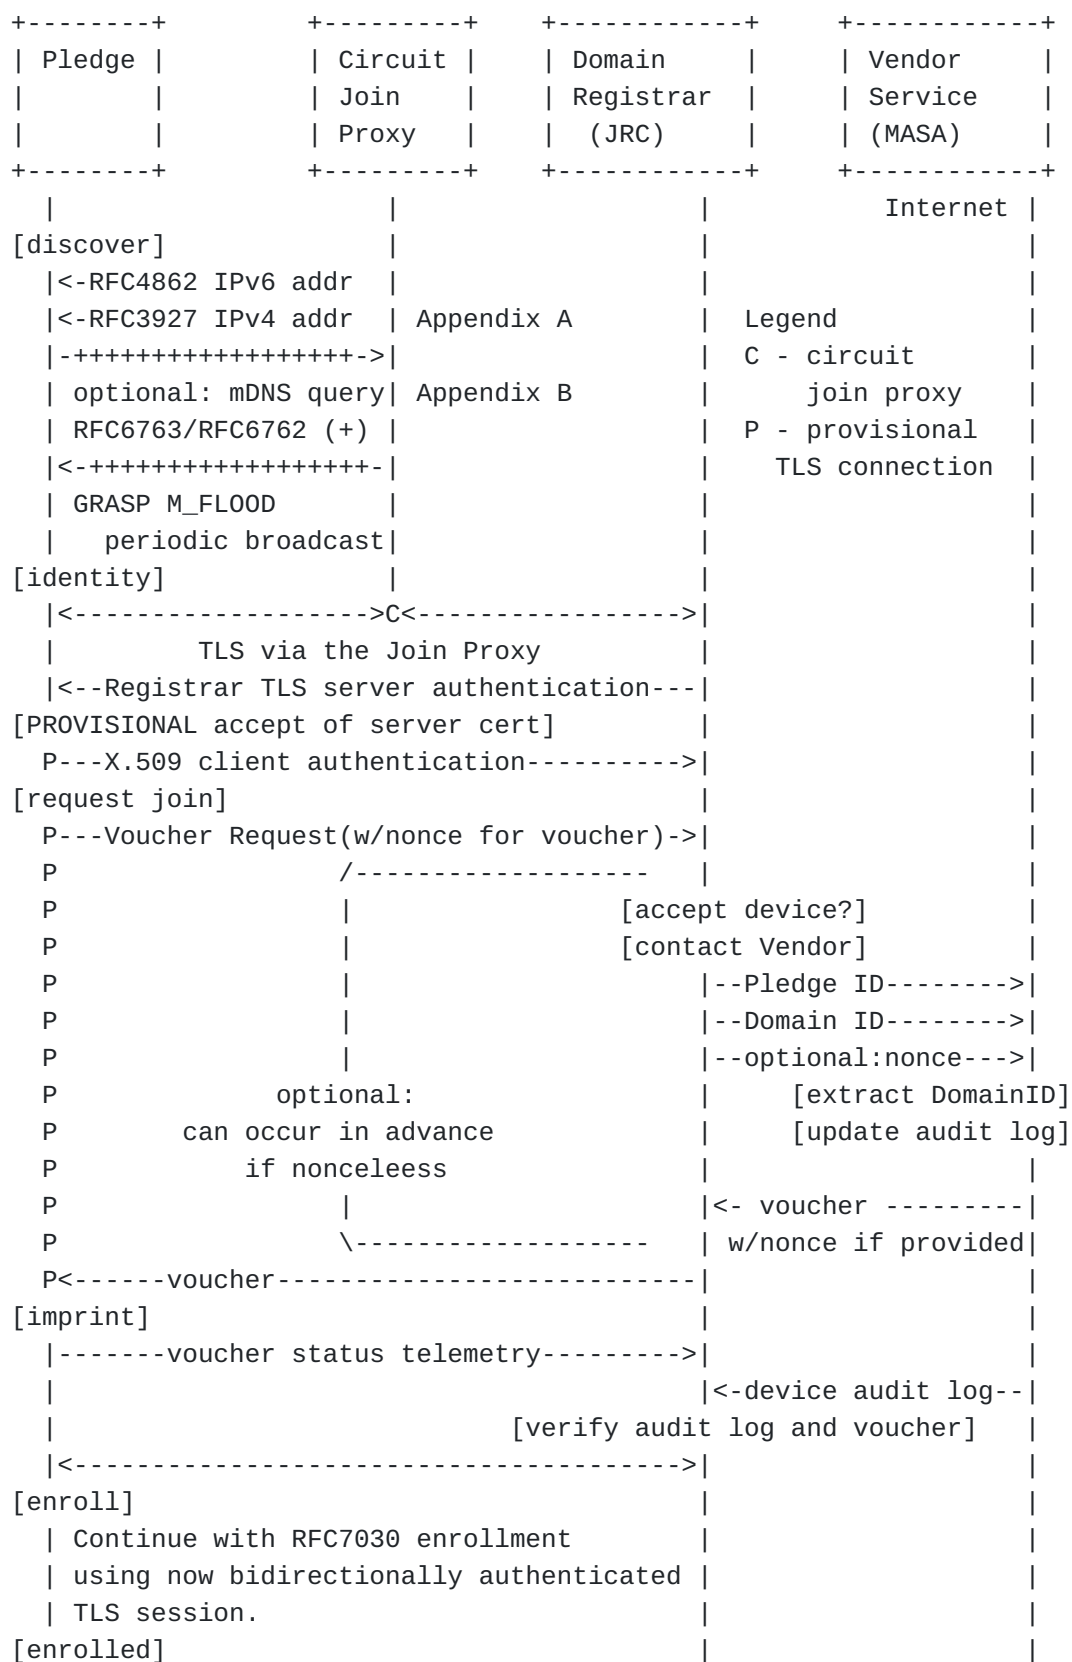 +--------+         +---------+    +------------+     +------------+
| Pledge |         | Circuit |    | Domain     |     | Vendor     |
|        |         | Join    |    | Registrar  |     | Service    |
|        |         | Proxy   |    |  (JRC)     |     | (MASA)     |
+--------+         +---------+    +------------+     +------------+
  |                     |                   |           Internet |
[discover]              |                   |                    |
  |<-RFC4862 IPv6 addr  |                   |                    |
  |<-RFC3927 IPv4 addr  | Appendix A        |  Legend            |
  |-++++++++++++++++++->|                   |  C - circuit       |
  | optional: mDNS query| Appendix B        |      join proxy    |
  | RFC6763/RFC6762 (+) |                   |  P - provisional   |
  |<-++++++++++++++++++-|                   |    TLS connection  |
  | GRASP M_FLOOD       |                   |                    |
  |   periodic broadcast|                   |                    |
[identity]              |                   |                    |
  |<------------------->C<----------------->|                    |
  |         TLS via the Join Proxy          |                    |
  |<--Registrar TLS server authentication---|                    |
[PROVISIONAL accept of server cert]         |                    |
  P---X.509 client authentication---------->|                    |
[request join]                              |                    |
  P---Voucher Request(w/nonce for voucher)->|                    |
  P                  /-------------------   |                    |
  P                  |                 [accept device?]          |
  P                  |                 [contact Vendor]          |
  P                  |                      |--Pledge ID-------->|
  P                  |                      |--Domain ID-------->|
  P                  |                      |--optional:nonce--->|
  P              optional:                  |     [extract DomainID]
  P        can occur in advance             |     [update audit log]
  P            if nonceleess                |                    |
  P                  |                      |<- voucher ---------|
  P                  \-------------------   | w/nonce if provided|
  P<------voucher---------------------------|                    |
[imprint]                                   |                    |
  |-------voucher status telemetry--------->|                    |
  |                                         |<-device audit log--|
  |                             [verify audit log and voucher]   |
  |<--------------------------------------->|                    |
[enroll]                                    |                    |
  | Continue with RFC7030 enrollment        |                    |
  | using now bidirectionally authenticated |                    |
  | TLS session.                            |                    |
[enrolled]                                  |                    |